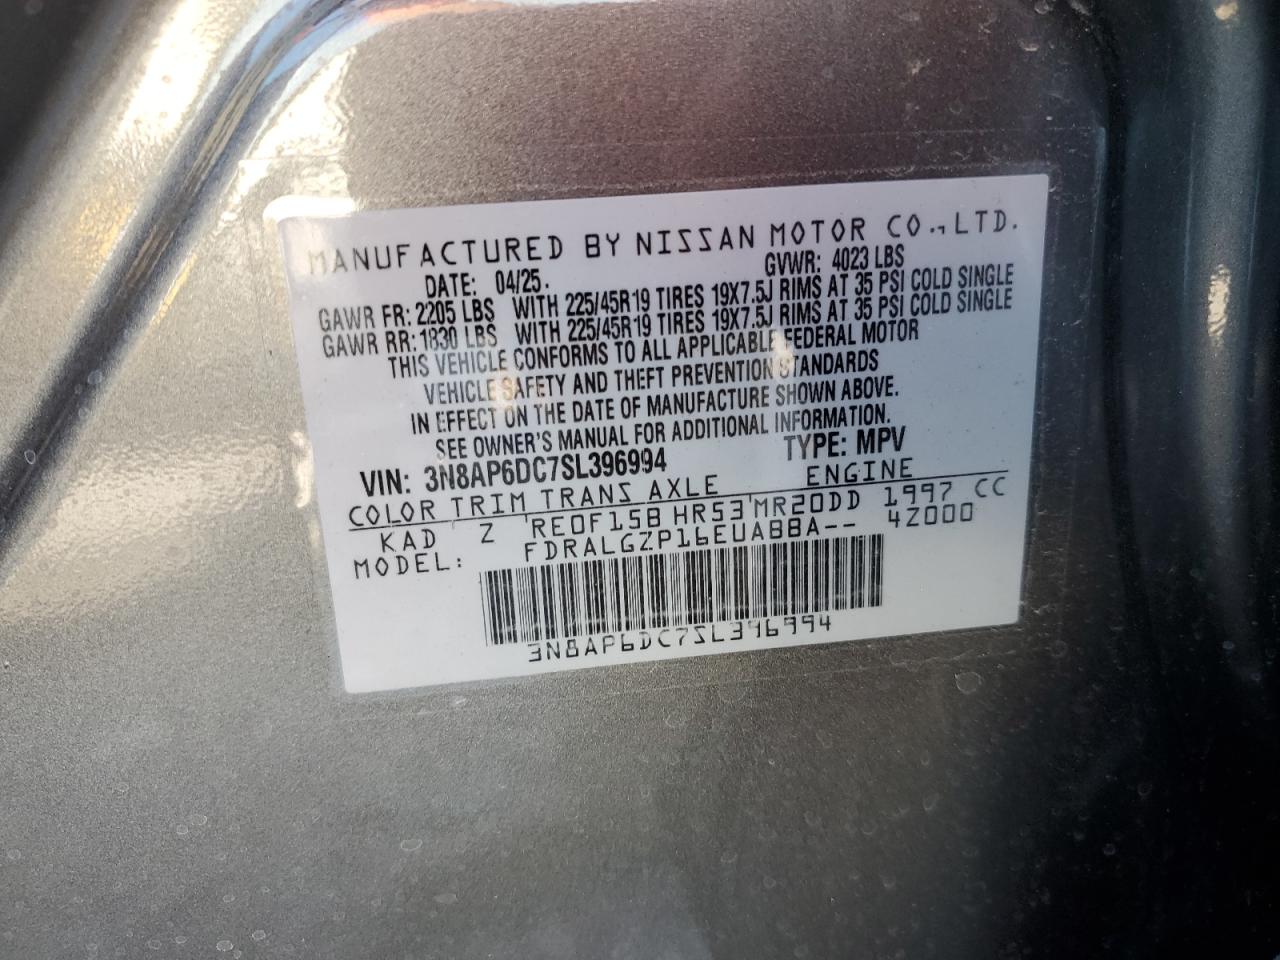 MANUFACTURED BY NISSAN MOTOR CO., LTD.
DATE: 04/25. GVWR: 4023 LBS
GAWR FR: 2205 LBS WITH 225/45R19 TIRES 19X7.5J RIMS AT 35 PSI COLD SINGLE
GAWR RR: 1830 LBS WITH 225/45R19 TIRES 19X7.5J RIMS AT 35 PSI COLD SINGLE
THIS VEHICLE CONFORMS TO ALL APPLICABLE FEDERAL MOTOR
VEHICLE SAFETY AND THEFT PREVENTION STANDARDS
IN EFFECT ON THE DATE OF MANUFACTURE SHOWN ABOVE.
SEE OWNER'S MANUAL FOR ADDITIONAL INFORMATION.
VIN: 3N8AP6DC7SL396994 TYPE: MPV
COLOR TRIM TRANS AXLE ENGINE
KAD Z RE0F15B HR53 MR20DD 1997 CC
MODEL: FDRALGZP16EUABBA-- 4Z000
3N8AP6DC7SL396994